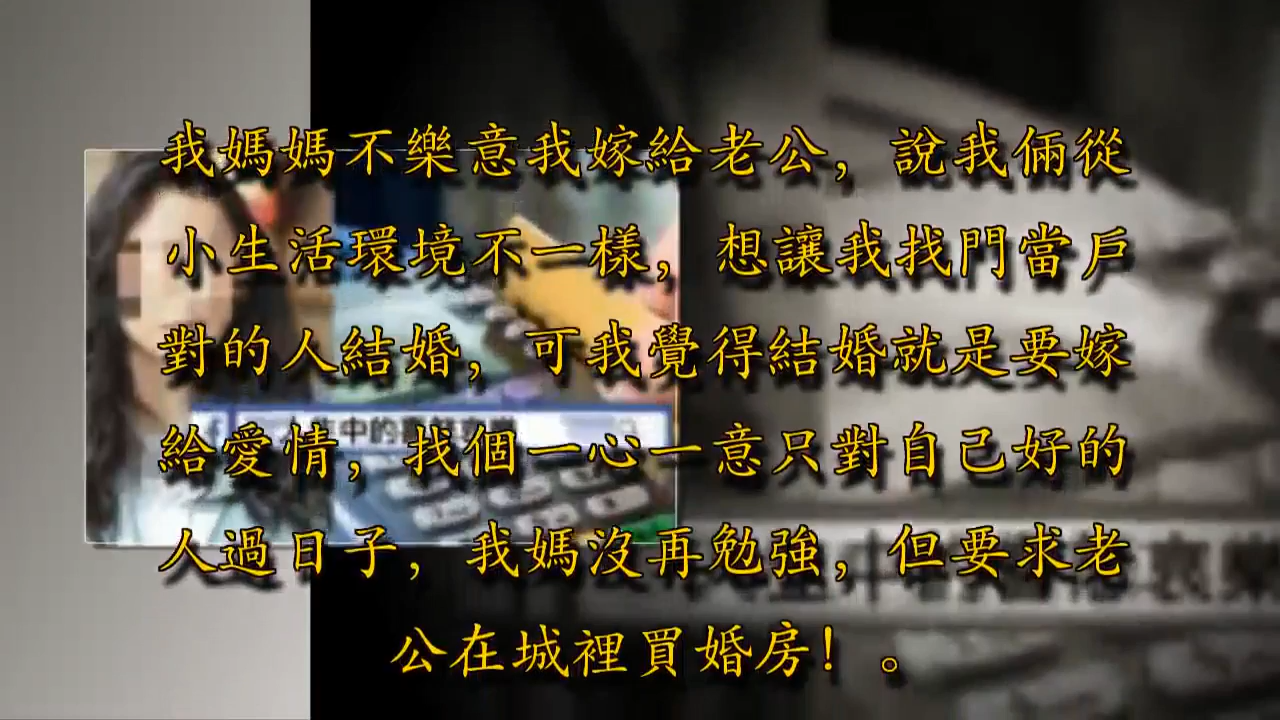 我媽媽不樂意我嫁給老公，說我倆從
小生活環境不一樣，想讓我找門當戶
對的人結婚，可我覺得結婚就是要嫁
給愛情，找個一心一意只對自己好的
人過日子，我媽沒再勉強，但要求老
公在城裡買婚房！。